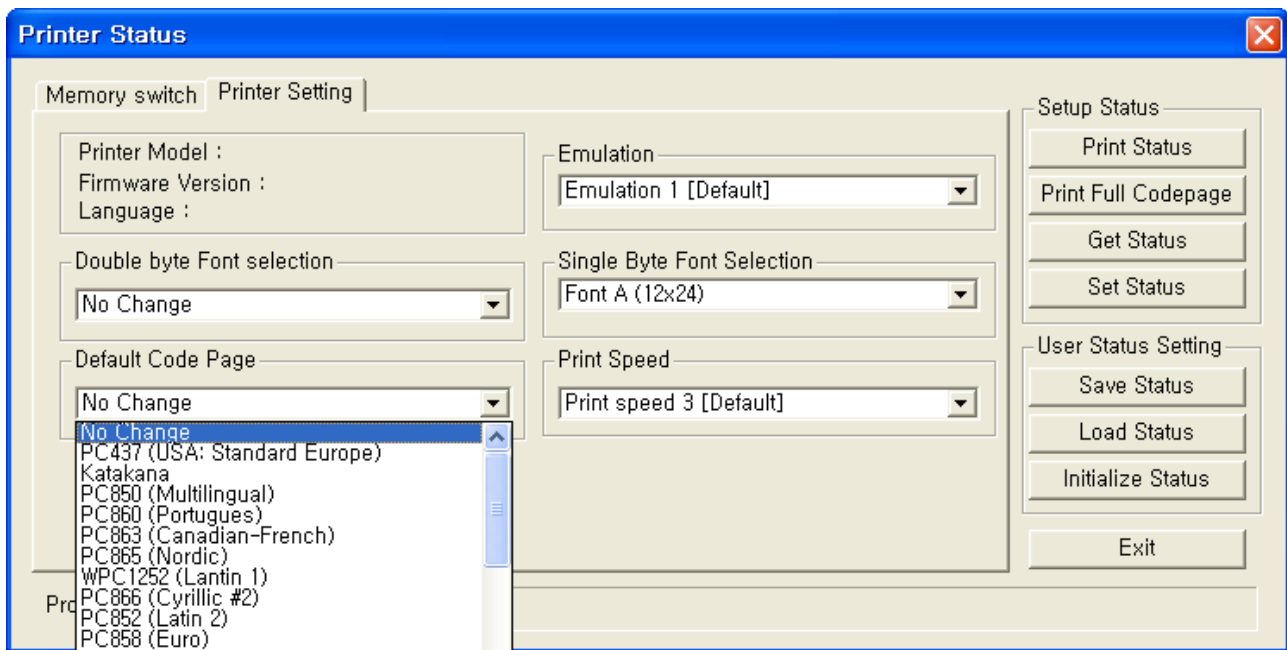 Printer Status
Memory switch
Printer Setting
Printer Model :
Firmware Version :
Language :
Emulation
Emulation 1 [Default]
Double byte Font selection
No Change
Single Byte Font Selection
Font A (12x24)
Default Code Page
No Change
Print Speed
Print speed 3 [Default]
No Change
PC437 (USA: Standard Europe)
Katakana
PC850 (Multilingual)
PC860 (Portugues)
PC863 (Canadian-French)
PC865 (Nordic)
WPC1252 (Lantin 1)
PC866 (Cyrillic #2)
PC852 (Latin 2)
PC858 (Euro)
Setup Status
Print Status
Print Full Codepage
Get Status
Set Status
User Status Setting
Save Status
Load Status
Initialize Status
Exit